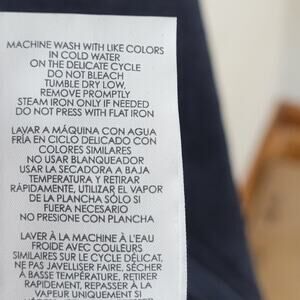 MACHINE WASH WITH LIKE COLORS
IN COLD WATER
ON THE DELICATE CYCLE
DO NOT BLEACH
TUMBLE DRY LOW,
REMOVE PROMPTLY
STEAM IRON ONLY IF NEEDED
DO NOT PRESS WITH FLAT IRON
LAVAR A MÁQUINA CON AGUA
FRÍA EN CICLO DELICADO CON
COLORES SIMILARES
NO USAR BLANQUEADOR
USAR LA SECADORA A BAJA
TEMPERATURA Y RETIRAR
RÁPIDAMENTE, UTILIZAR EL VAPOR
DE LA PLANCHA SÓLO SI
FUERA NECESARIO
NO PRESIONE CON PLANCHA
LAVER À LA MACHINE À L'EAU
FROIDE AVEC COULEURS
SIMILAIRES SUR LE CYCLE DÉLICAT,
NE PAS JAVELLISER FAIRE, SÉCHER
À BASSE TEMPÉRATURE, RETIRER
RAPIDEMENT, REPASSER À LA
VAPEUR UNIQUEMENT SI